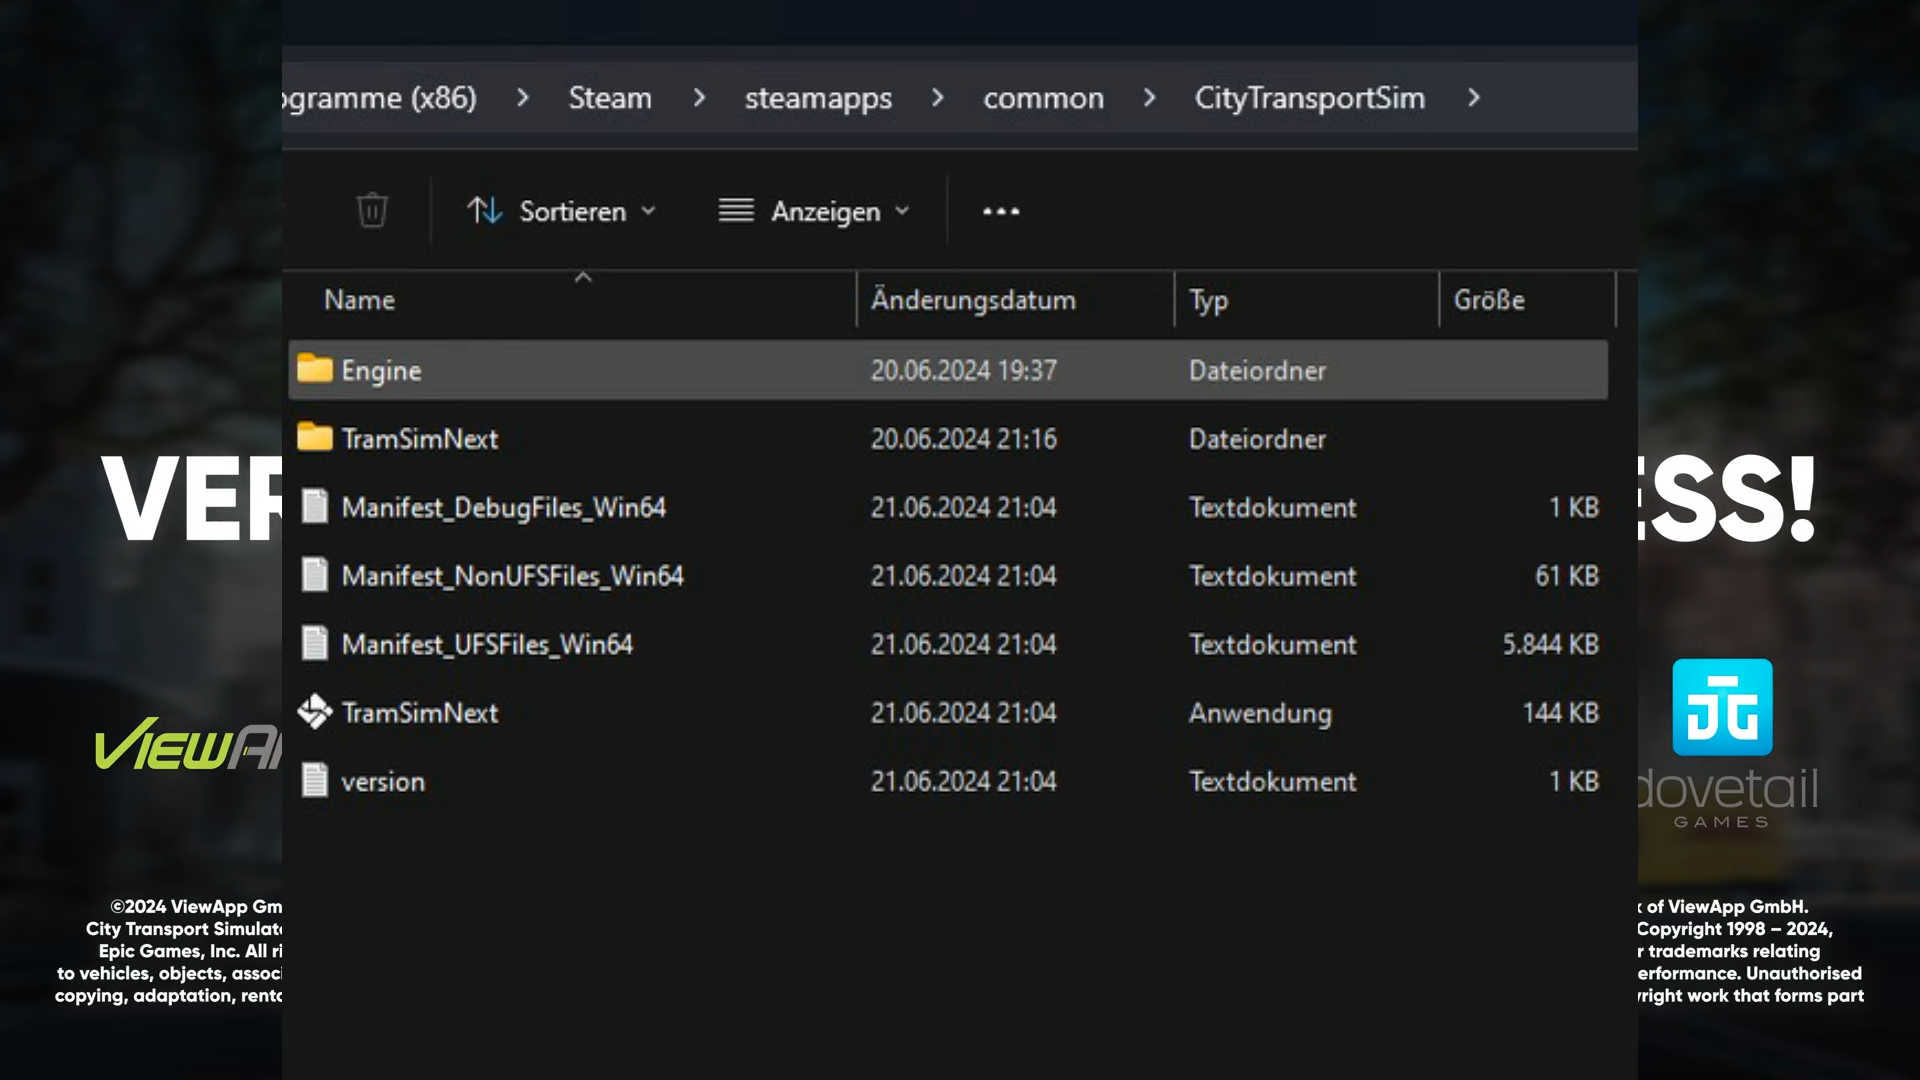 ogramme (x86) > Steam > steamapps > common > CityTransportSim >
Sortieren Anzeigen •••
Name Änderungsdatum Typ Größe
Engine 20.06.2024 19:37 Dateiordner
TramSimNext 20.06.2024 21:16 Dateiordner
Manifest_DebugFiles_Win64 21.06.2024 21:04 Textdokument 1 KB
Manifest_NonUFSFiles_Win64 21.06.2024 21:04 Textdokument 61 KB
Manifest_UFSFiles_Win64 21.06.2024 21:04 Textdokument 5.844 KB
TramSimNext 21.06.2024 21:04 Anwendung 144 KB
version 21.06.2024 21:04 Textdokument 1 KB
VER ESS!
VIEWA
dovetail
GAMES
©2024 ViewApp Gm of ViewApp GmbH.
City Transport Simulat Copyright 1998 – 2024,
Epic Games, Inc. All ri r trademarks relating
to vehicles, objects, assoc erformance. Unauthorised
copying, adaptation, rent right work that forms part